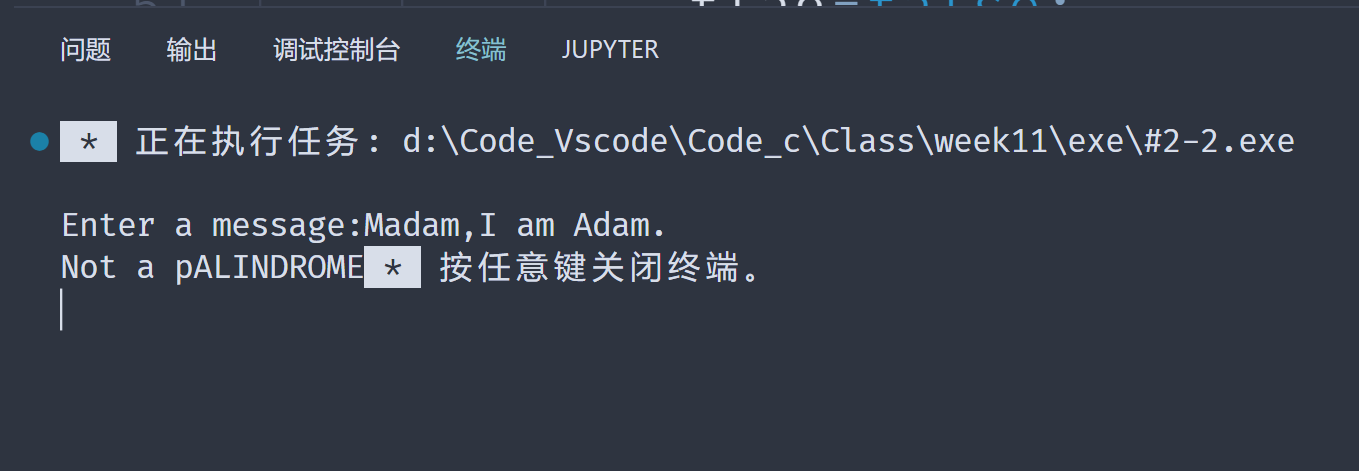 问题 输出 调试控制台 终端 JUPYTER
* 正在执行任务: d:\Code_Vscode\Code_c\Class\week11\exe\#2-2.exe
Enter a message:Madam,I am Adam.
Not a pALINDROME * 按任意键关闭终端。